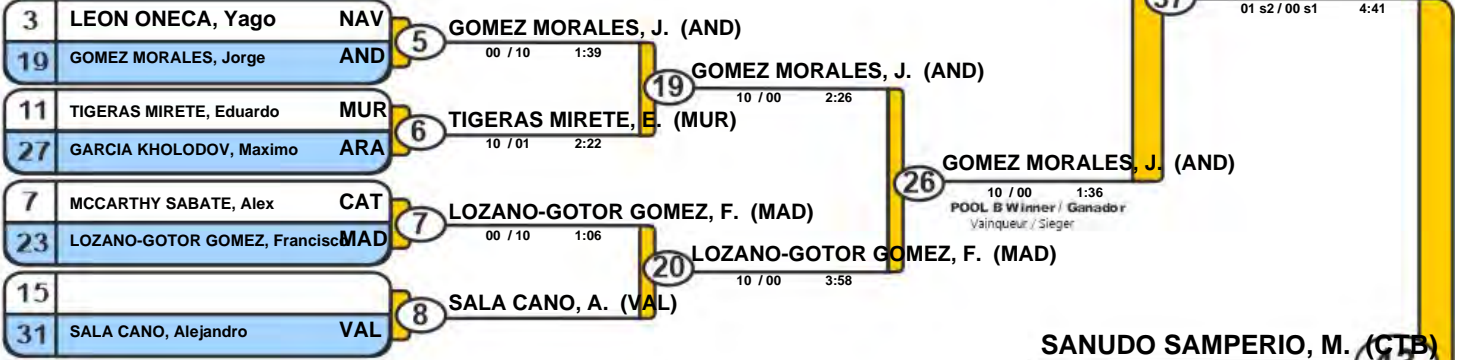 37
01 s2 / 00 s1 4:41
3 LEON ONECA, Yago NAV
19 GOMEZ MORALES, Jorge AND
5 GOMEZ MORALES, J. (AND)
00 / 10 1:39
19 GOMEZ MORALES, J. (AND)
10 / 00 2:26
11 TIGERAS MIRETE, Eduardo MUR
27 GARCIA KHOLODOV, Maximo ARA
6 TIGERAS MIRETE, E. (MUR)
10 / 01 2:22
26 GOMEZ MORALES, J. (AND)
10 / 00 1:36
POOL B Winner / Ganador
Vainqueur / Sieger
7 MCCARTHY SABATE, Alex CAT
23 LOZANO-GOTOR GOMEZ, Francisco MAD
7 LOZANO-GOTOR GOMEZ, F. (MAD)
00 / 10 1:06
20 LOZANO-GOTOR GOMEZ, F. (MAD)
10 / 00 3:58
15
31 SALA CANO, Alejandro VAL
8 SALA CANO, A. (VAL)
SANUDO SAMPERIO, M. (CTB)